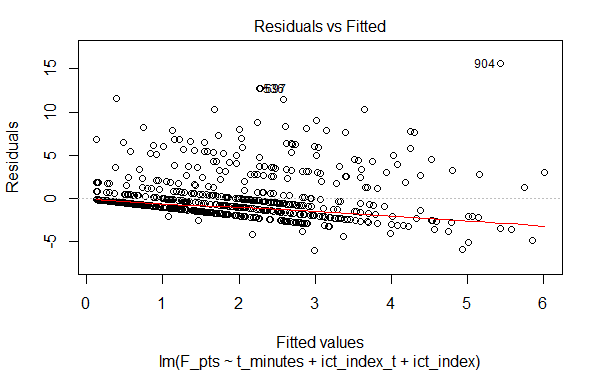 Residuals vs Fitted
904
597
15
10
5
0
-5
Residuals
0 1 2 3 4 5 6
Fitted values
lm(F_pts ~ t_minutes + ict_index_t + ict_index)